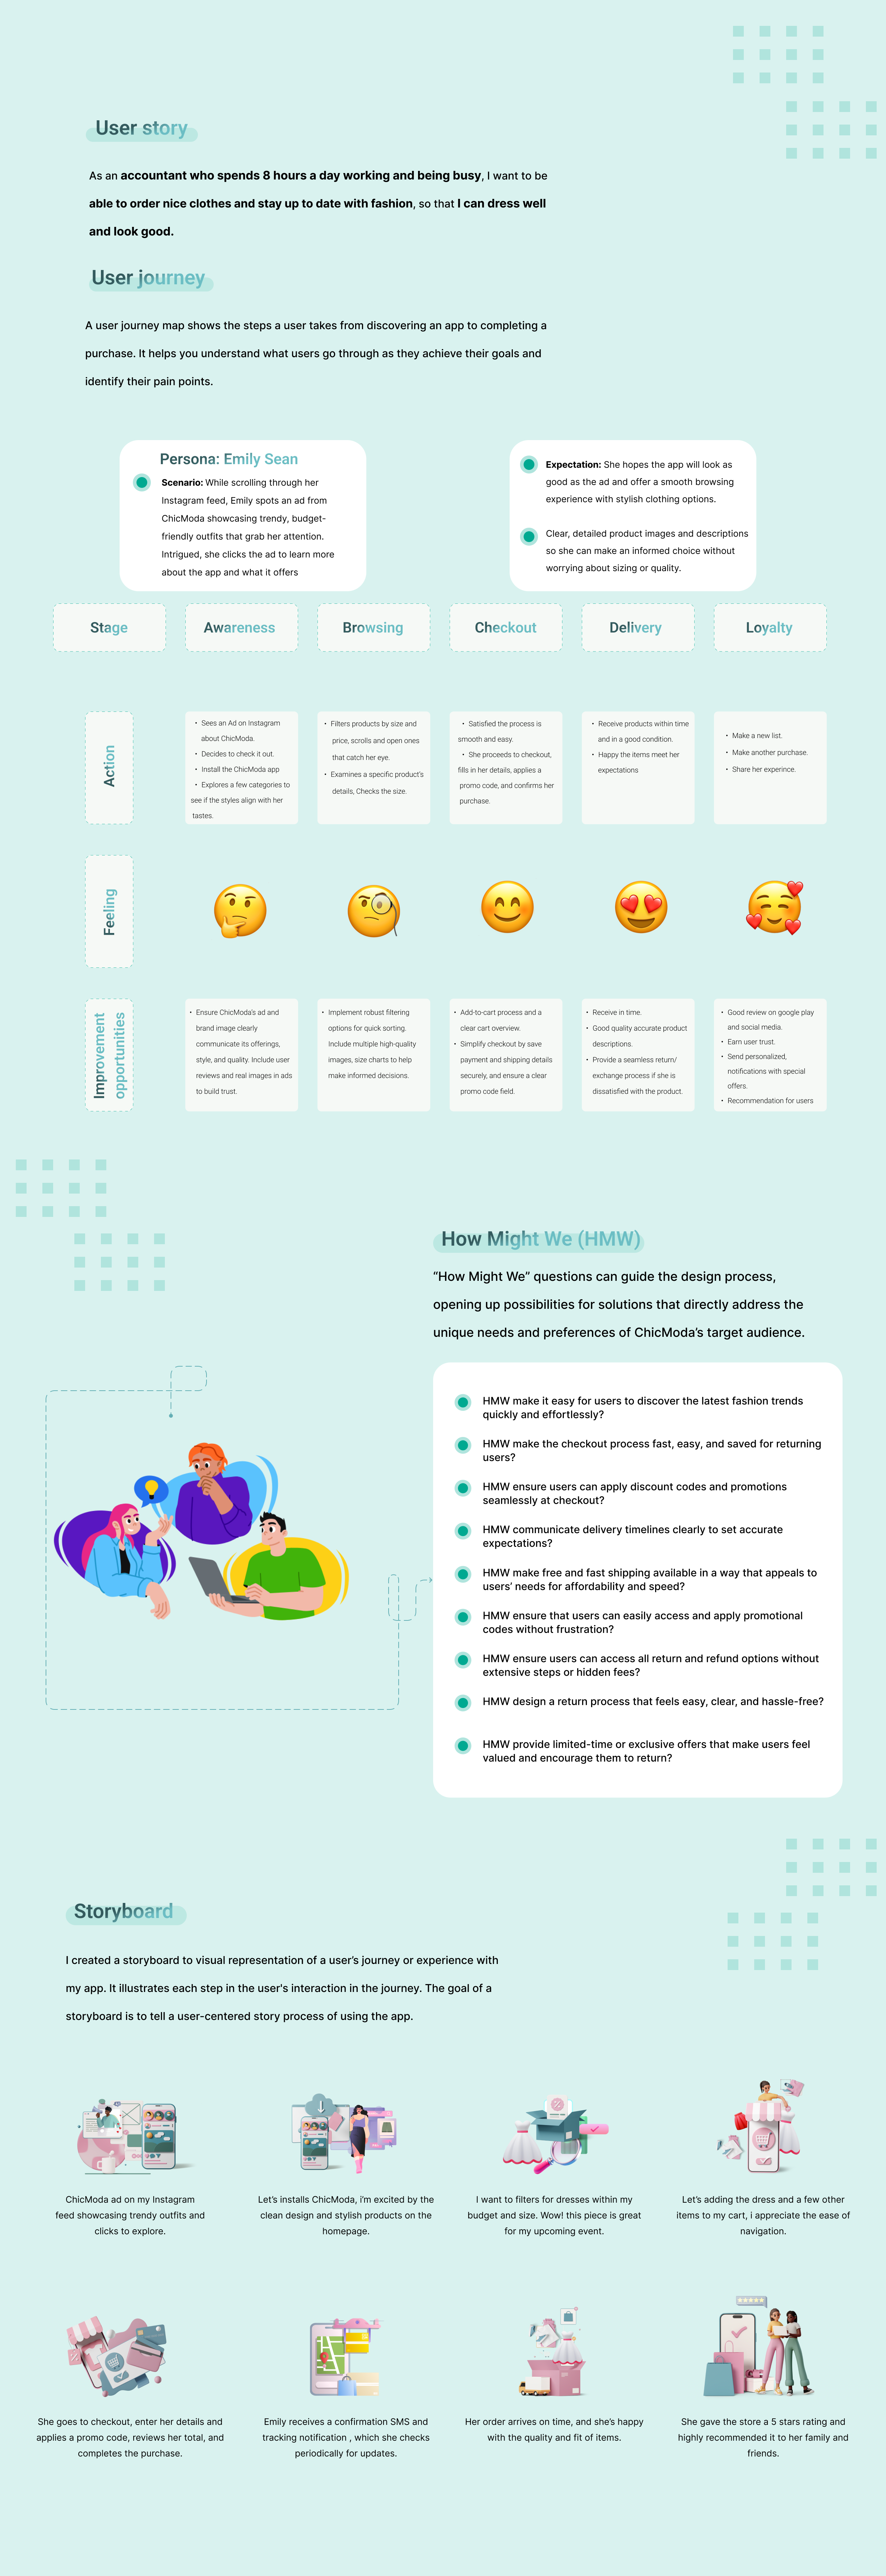 User story
As an accountant who spends 8 hours a day working and being busy, I want to be
able to order nice clothes and stay up to date with fashion, so that I can dress well
and look good.
User journey
A user journey map shows the steps a user takes from discovering an app to completing a
purchase. It helps you understand what users go through as they achieve their goals and
identify their pain points.
Persona: Emily Sean
Scenario: While scrolling through her
Instagram feed, Emily spots an ad from
ChicModa showcasing trendy, budget-
friendly outfits that grab her attention.
Intrigued, she clicks the ad to learn more
about the app and what it offers
Expectation: She hopes the app will look as
good as the ad and offer a smooth browsing
experience with stylish clothing options.
Clear, detailed product images and descriptions
so she can make an informed choice without
worrying about sizing or quality.
Stage
Awareness
Browsing
Checkout
Delivery
Loyalty
Action
• Sees an Ad on Instagram
about ChicModa.
• Decides to check it out.
• Install the ChicModa app
• Explores a few categories to
see if the styles align with her
tastes.
• Filters products by size and
price, scrolls and open ones
that catch her eye.
• Examines a specific product's
details, Checks the size.
• Satisfied the process is
smooth and easy.
• She proceeds to checkout,
fills in her details, applies a
promo code, and confirms her
purchase.
• Receive products within time
and in a good condition.
• Happy the items meet her
expectations
• Make a new list.
• Make another purchase.
• Share her experince.
Feeling
Improvement
opportunities
• Ensure ChicModa's ad and
brand image clearly
communicate its offerings,
style, and quality. Include user
reviews and real images in ads
to build trust.
• Implement robust filtering
options for quick sorting.
Include multiple high-quality
images, size charts to help
make informed decisions.
• Add-to-cart process and a
clear cart overview.
• Simplify checkout by save
payment and shipping details
securely, and ensure a clear
promo code field.
• Receive in time.
• Good quality accurate product
descriptions.
• Provide a seamless return/
exchange process if she is
dissatisfied with the product.
• Good review on google play
and social media.
• Earn user trust.
• Send personalized,
notifications with special
offers.
• Recommendation for users
How Might We (HMW)
“How Might We” questions can guide the design process,
opening up possibilities for solutions that directly address the
unique needs and preferences of ChicModa’s target audience.
HMW make it easy for users to discover the latest fashion trends
quickly and effortlessly?
HMW make the checkout process fast, easy, and saved for returning
users?
HMW ensure users can apply discount codes and promotions
seamlessly at checkout?
HMW communicate delivery timelines clearly to set accurate
expectations?
HMW make free and fast shipping available in a way that appeals to
users’ needs for affordability and speed?
HMW ensure that users can easily access and apply promotional
codes without frustration?
HMW ensure users can access all return and refund options without
extensive steps or hidden fees?
HMW design a return process that feels easy, clear, and hassle-free?
HMW provide limited-time or exclusive offers that make users feel
valued and encourage them to return?
Storyboard
I created a storyboard to visual representation of a user’s journey or experience with
my app. It illustrates each step in the user's interaction in the journey. The goal of a
storyboard is to tell a user-centered story process of using the app.
ChicModa ad on my Instagram
feed showcasing trendy outfits and
clicks to explore.
Let’s installs ChicModa, i’m excited by the
clean design and stylish products on the
homepage.
I want to filters for dresses within my
budget and size. Wow! this piece is great
for my upcoming event.
Let’s adding the dress and a few other
items to my cart, i appreciate the ease of
navigation.
She goes to checkout, enter her details and
applies a promo code, reviews her total, and
completes the purchase.
Emily receives a confirmation SMS and
tracking notification , which she checks
periodically for updates.
Her order arrives on time, and she’s happy
with the quality and fit of items.
She gave the store a 5 stars rating and
highly recommended it to her family and
friends.